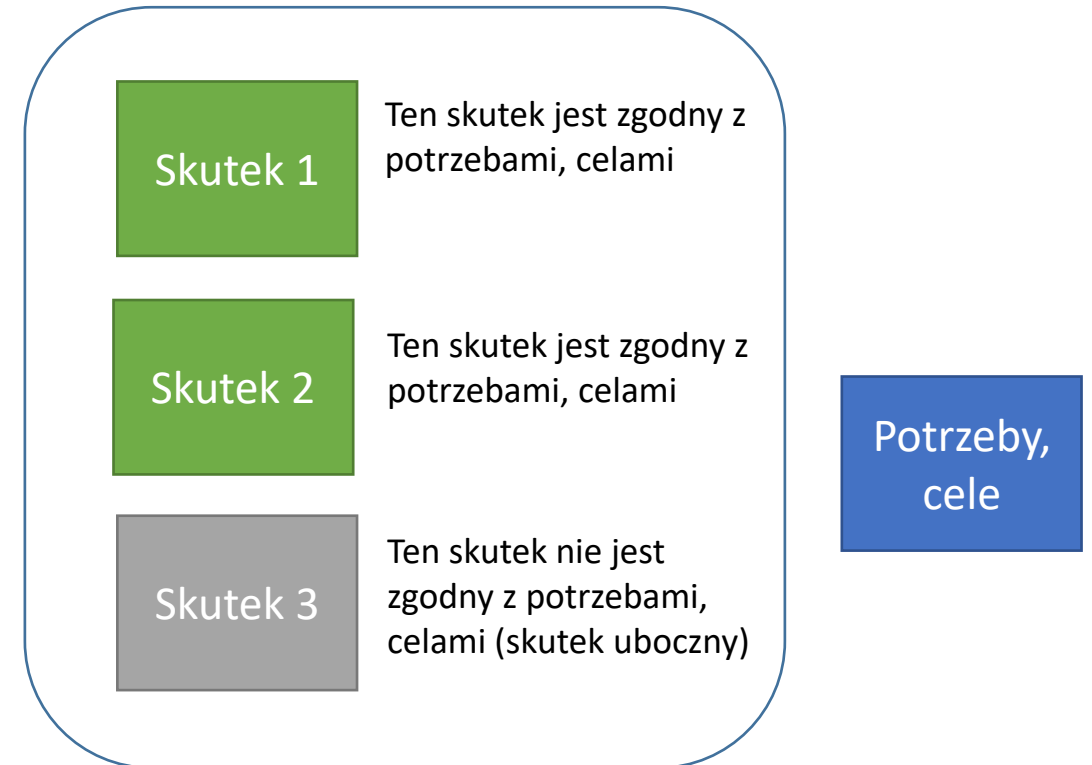 Skutek 1
Ten skutek jest zgodny z
potrzebami, celami
Skutek 2
Ten skutek jest zgodny z
potrzebami, celami
Skutek 3
Ten skutek nie jest
zgodny z potrzebami,
celami (skutek uboczny)
Potrzeby,
cele